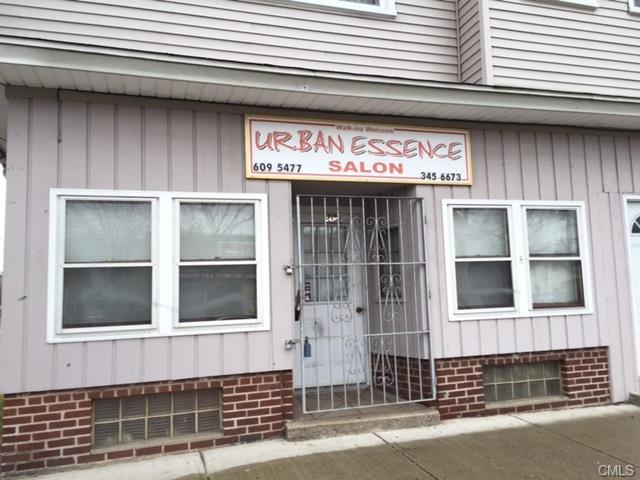 Walk-Ins Welcome
URBAN ESSENCE
609 5477 SALON 345 6673
CMLS